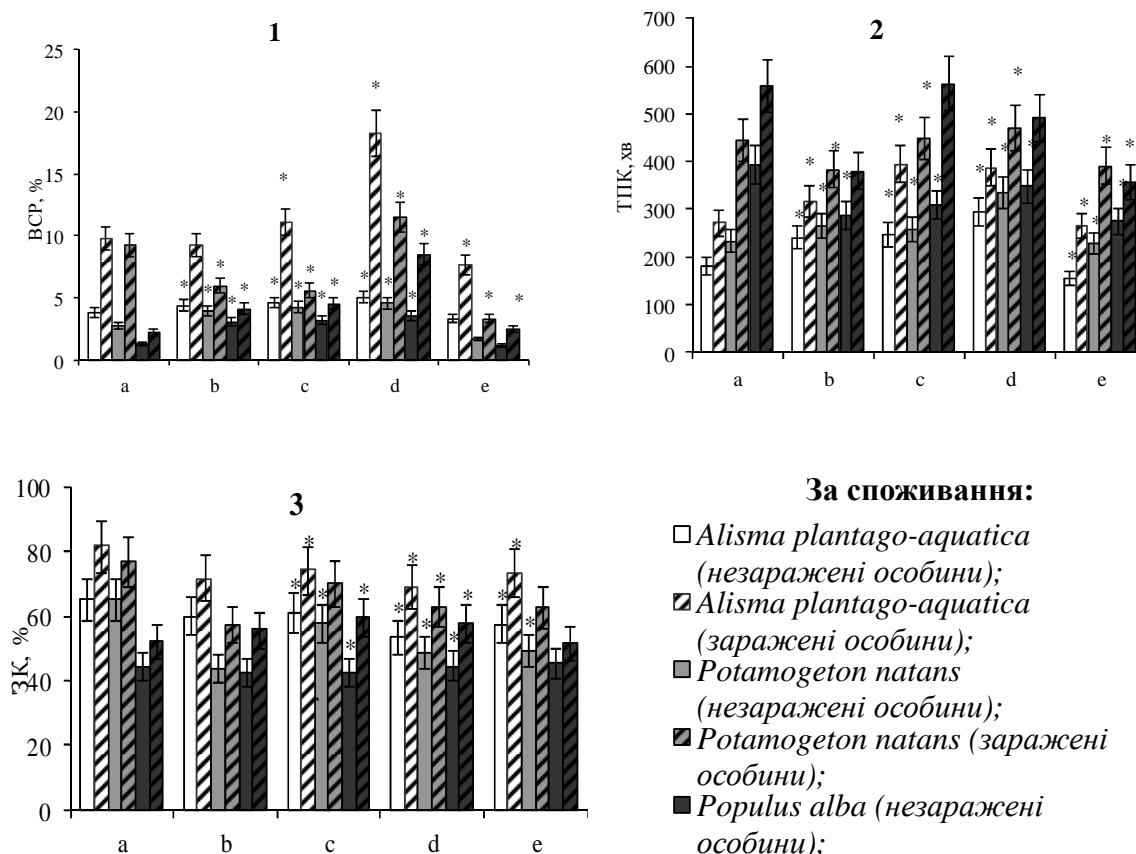 1
25
20
15
10
5
0
ВСР, %
* * * * * * * * * * * * * * * * * * *
a b c d e
2
700
600
500
400
300
200
100
0
ТПК, хв
a b c d e
3
100
80
60
40
20
0
ЗК, %
a b c d e
За споживання:
Alisma plantago-aquatica
(незаражені особини);
Alisma plantago-aquatica
(заражені особини);
Potamogeton natans
(незаражені особини);
Potamogeton natans (заражені
особини);
Populus alba (незаражені
особини);